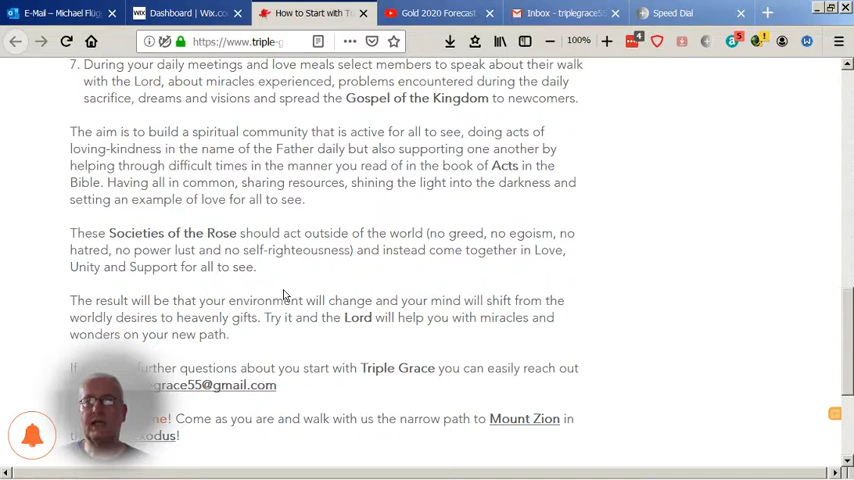 E-Mail – Michael Flüg
Dashboard | Wix.co
How to Start with T
Gold 2020 Forecast
Inbox - triplegrace55
Speed Dial
https://www.triple-g
100%
4
5
7. During your daily meetings and love meals select members to speak about their walk
with the Lord, about miracles experienced, problems encountered during the daily
sacrifice, dreams and visions and spread the Gospel of the Kingdom to newcomers.
The aim is to build a spiritual community that is active for all to see, doing acts of
loving-kindness in the name of the Father daily but also supporting one another by
helping through difficult times in the manner you read of in the book of Acts in the
Bible. Having all in common, sharing resources, shining the light into the darkness and
setting an example of love for all to see.
These Societies of the Rose should act outside of the world (no greed, no egoism, no
hatred, no power lust and no self-righteousness) and instead come together in Love,
Unity and Support for all to see.
The result will be that your environment will change and your mind will shift from the
worldly desires to heavenly gifts. Try it and the Lord will help you with miracles and
wonders on your new path.
If further questions about you start with Triple Grace you can easily reach out
egrace55@gmail.com
me! Come as you are and walk with us the narrow path to Mount Zion in
t xodus!